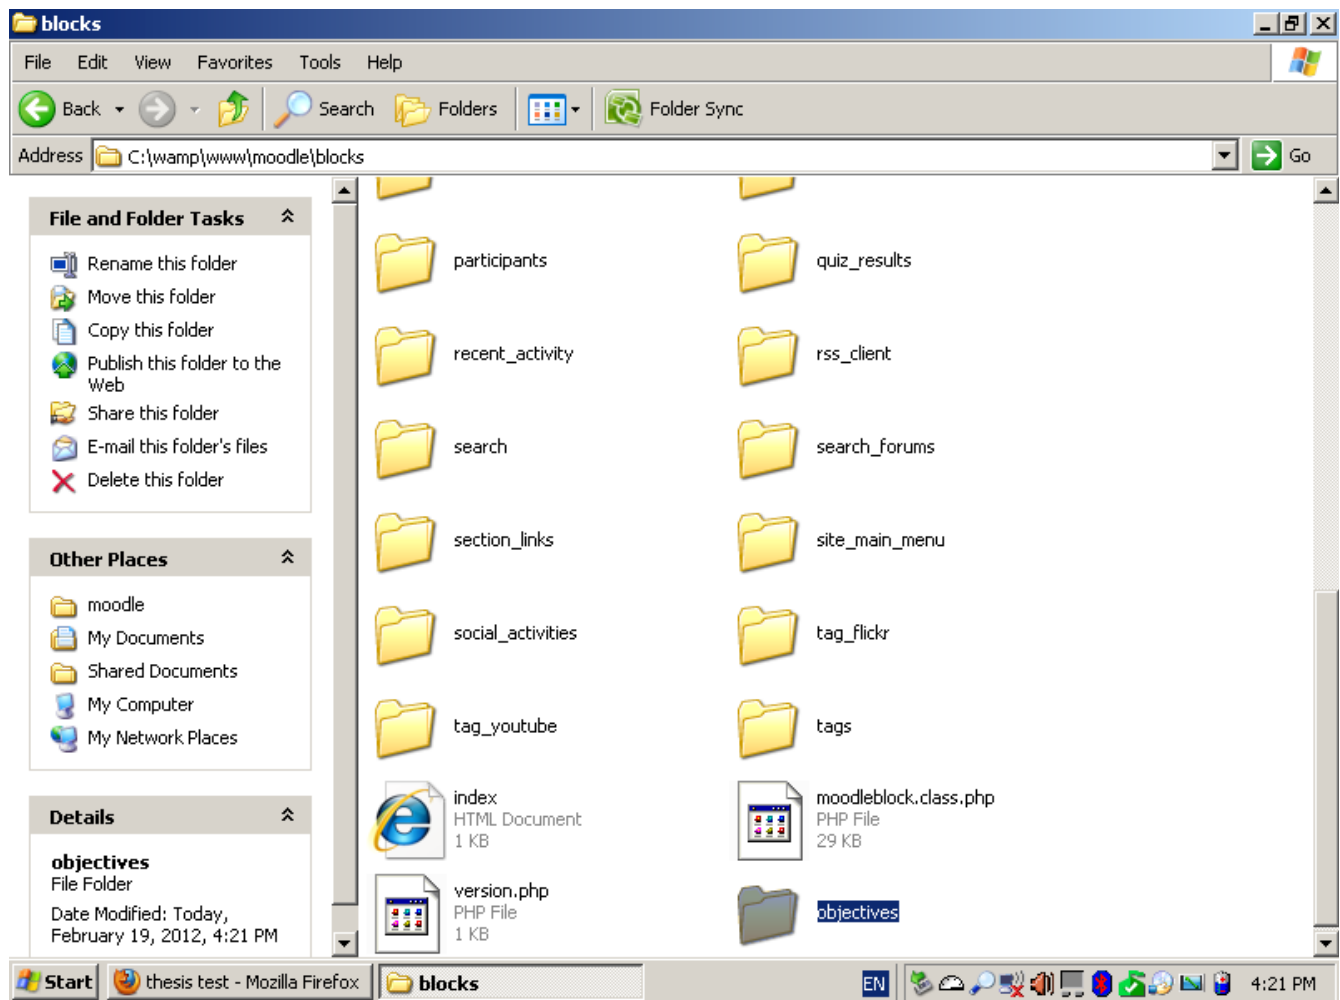 blocks
File Edit View Favorites Tools Help
Back Search Folders Folder Sync
Address C:\wamp\www\moodle\blocks Go
File and Folder Tasks
Rename this folder
Move this folder
Copy this folder
Publish this folder to the
Web
Share this folder
E-mail this folder's files
Delete this folder
Other Places
moodle
My Documents
Shared Documents
My Computer
My Network Places
Details
objectives
File Folder
Date Modified: Today,
February 19, 2012, 4:21 PM
participants
quiz_results
recent_activity
rss_client
search
search_forums
section_links
site_main_menu
social_activities
tag_flickr
tag_youtube
tags
index
HTML Document
1 KB
moodleblock.class.php
PHP File
29 KB
version.php
PHP File
1 KB
objectives
Start thesis test - Mozilla Firefox blocks EN 4:21 PM